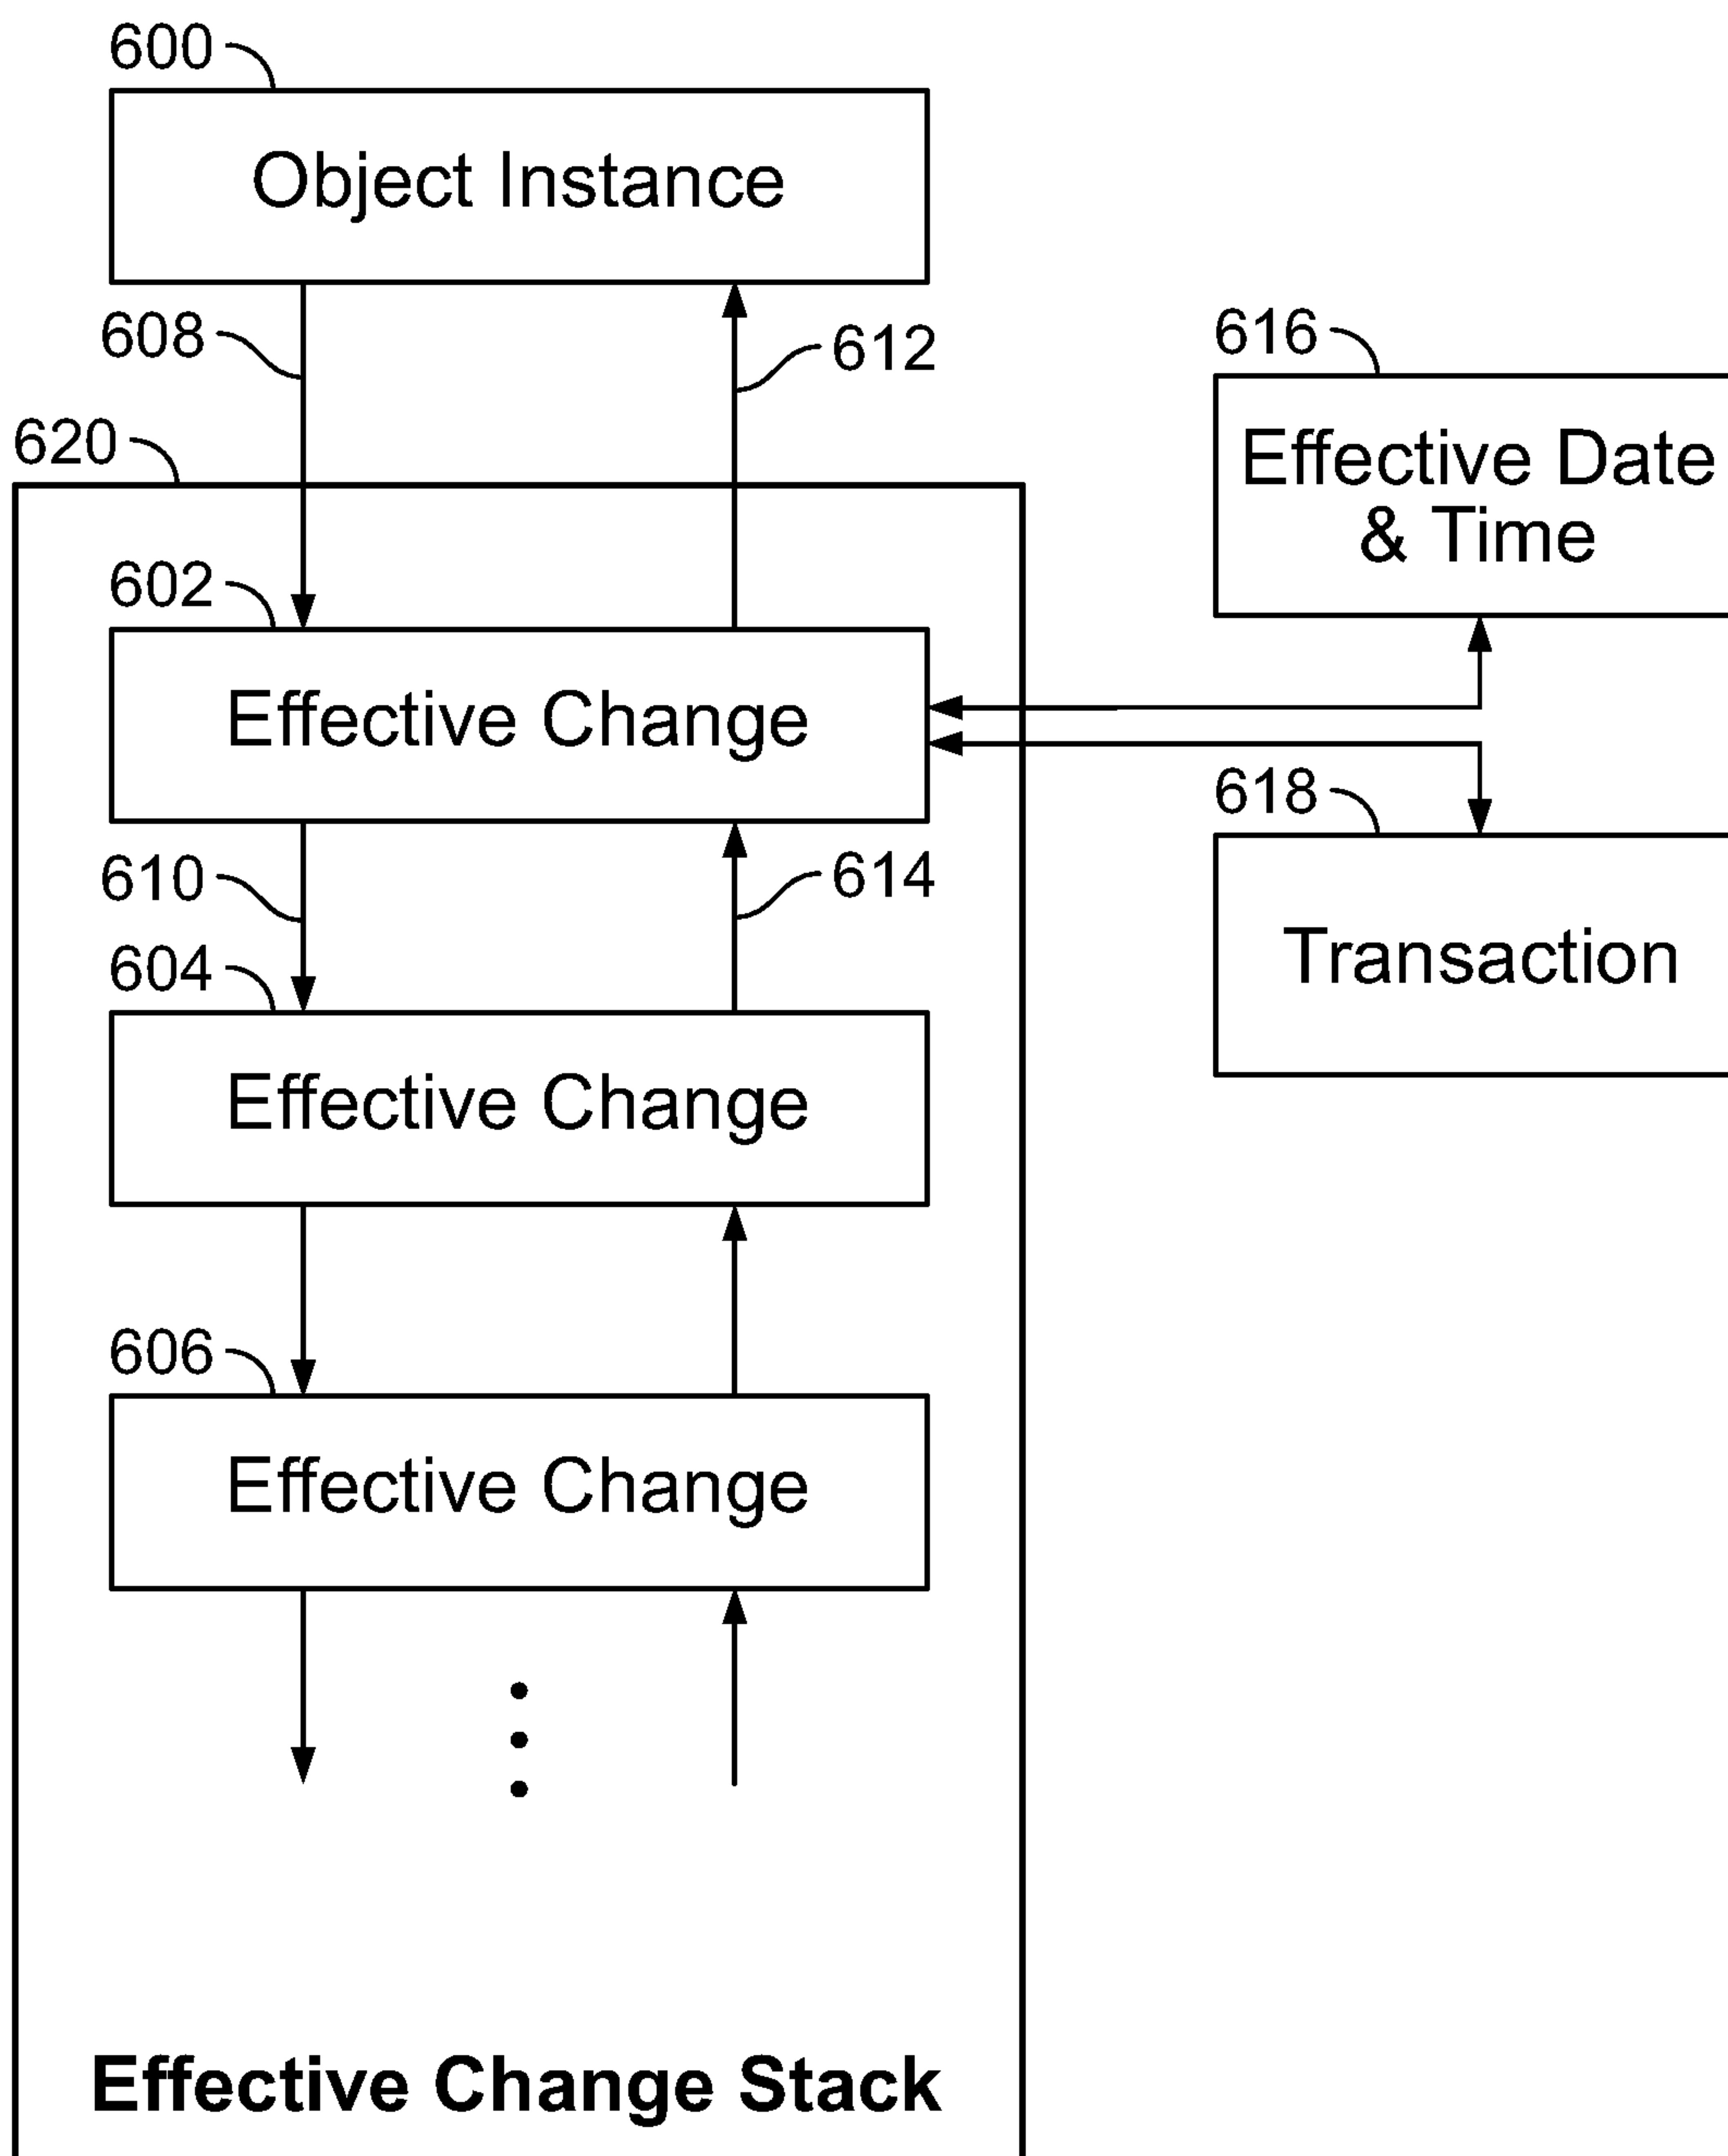 600
Object Instance
608
612
616
Effective Date
& Time
620
602
Effective Change
618
Transaction
610
614
604
Effective Change
606
Effective Change
Effective Change Stack